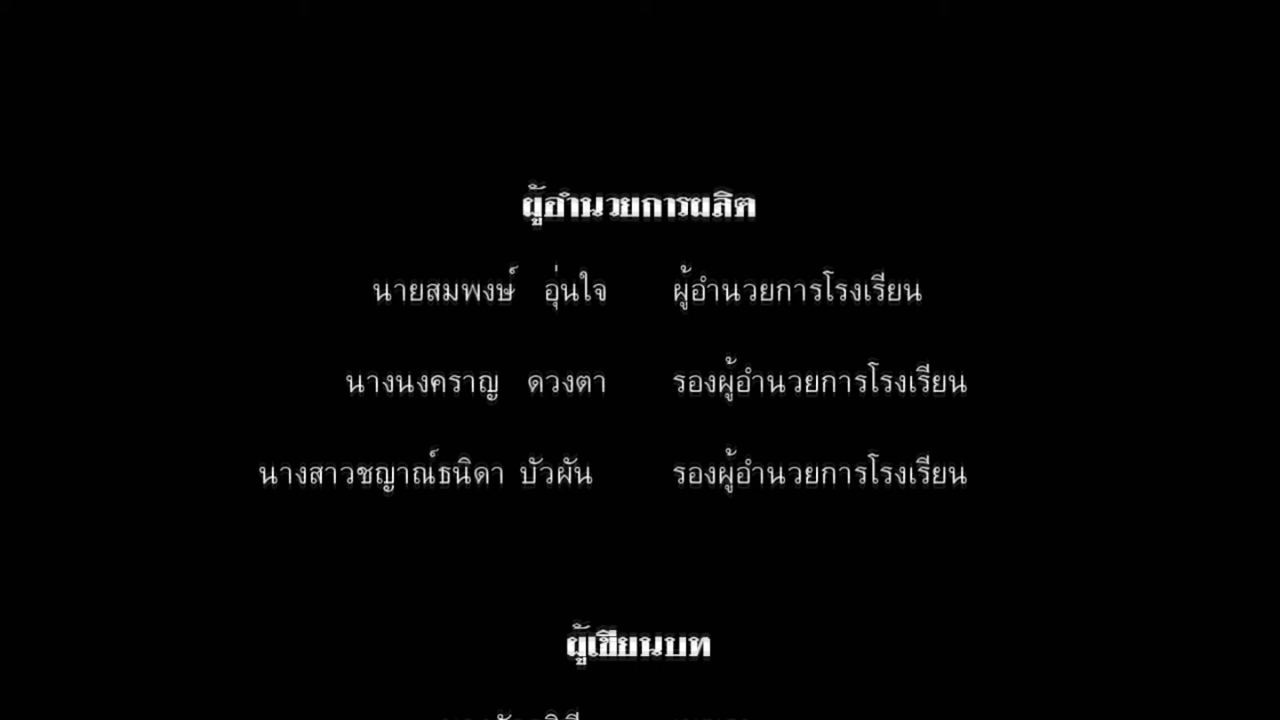 ผู้อำนวยการผลิต
นายสมพงษ์ อุ่นใจ ผู้อำนวยการโรงเรียน
นางนงคราญ ดวงตา รองผู้อำนวยการโรงเรียน
นางสาวชญาณ์ธนิดา บัวผัน รองผู้อำนวยการโรงเรียน
ผู้เขียนบท